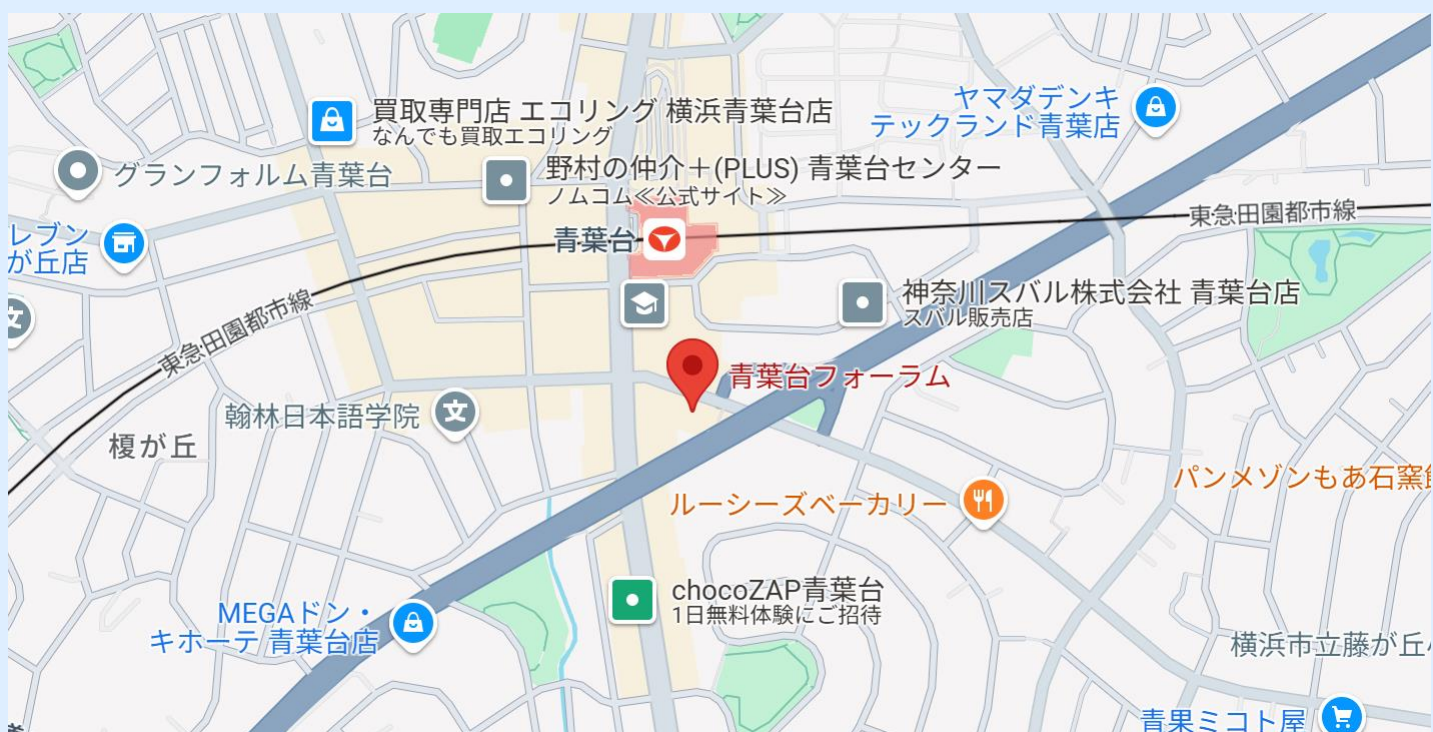 買取専門店 エコリング 横浜青葉台店
なんでも買取エコリング
ヤマダデンキ
テックランド青葉店
野村の仲介+(PLUS) 青葉台センター
ノムコム≪公式サイト≫
グランフォルム青葉台
レブン
が丘店
青葉台
東急田園都市線
神奈川スバル株式会社 青葉台店
スバル販売店
文
東急田園都市線
青葉台フォーラム
翰林日本語学院
文
榎が丘
パンメゾンもあ石窯
ルーシーズベーカリー
chocoZAP青葉台
1日無料体験にご招待
MEGAドン・
キホーテ 青葉台店
横浜市立藤が丘
青果ミコト屋